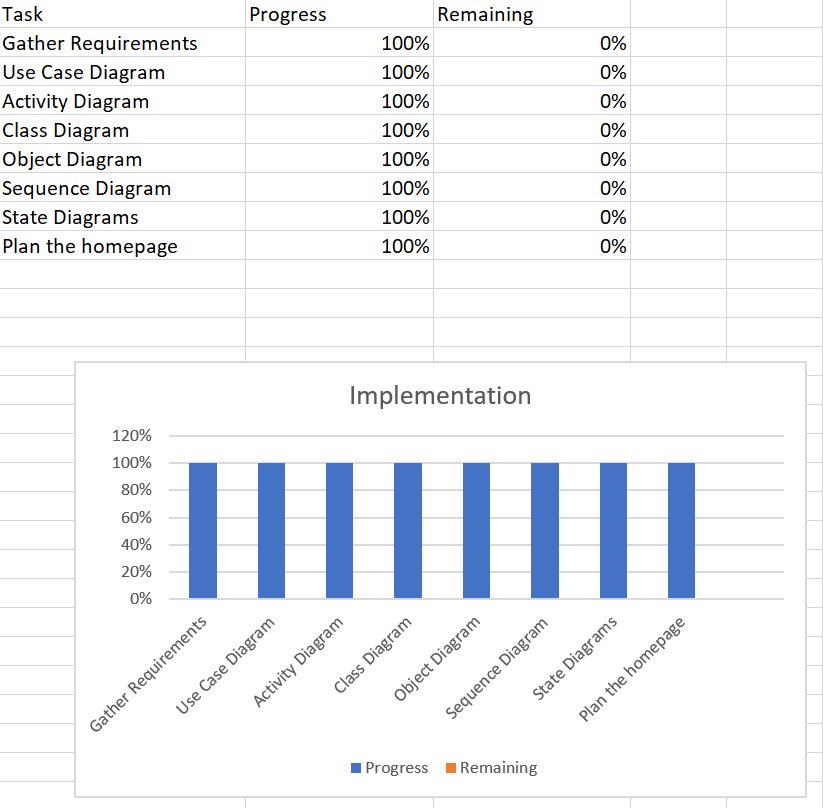 Task Progress Remaining
Gather Requirements 100% 0%
Use Case Diagram 100% 0%
Activity Diagram 100% 0%
Class Diagram 100% 0%
Object Diagram 100% 0%
Sequence Diagram 100% 0%
State Diagrams 100% 0%
Plan the homepage 100% 0%
Implementation
120%
100%
80%
60%
40%
20%
0%
Gather Requirements
Use Case Diagram
Activity Diagram
Class Diagram
Object Diagram
Sequence Diagram
State Diagrams
Plan the homepage
Progress Remaining